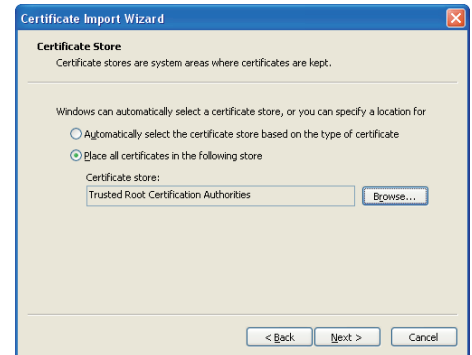 Certificate Import Wizard
Certificate Store
Certificate stores are system areas where certificates are kept.
Windows can automatically select a certificate store, or you can specify a location for
Automatically select the certificate store based on the type of certificate
Place all certificates in the following store
Certificate store:
Trusted Root Certification Authorities
Browse...
< Back
Next >
Cancel